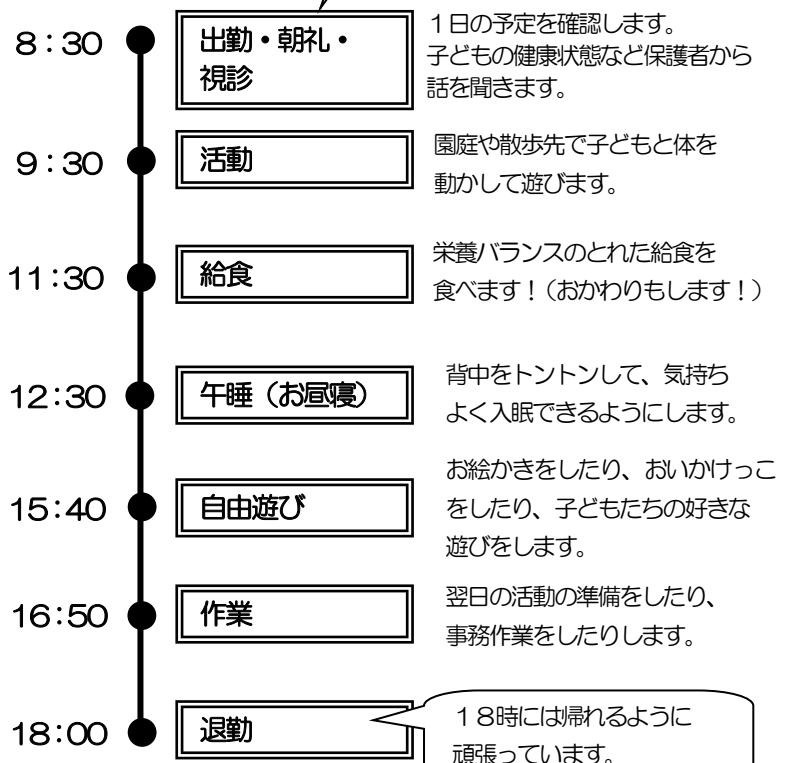 8:30
出勤・朝礼・
視診
1日の予定を確認します。
子どもの健康状態など保護者から
話を聞きます。
9:30
活動
園庭や散歩先で子どもと体を
動かして遊びます。
11:30
給食
栄養バランスのとれた給食を
食べます！（おかわりもします！）
12:30
午睡（お昼寝）
背中をトントンして、気持ち
よく入眠できるようにします。
15:40
自由遊び
お絵かきをしたり、おいかけっこ
をしたり、子どもたちの好きな
遊びをします。
16:50
作業
翌日の活動の準備をしたり、
事務作業をしたりします。
18:00
退勤
18時には帰れるように
頑張っています。